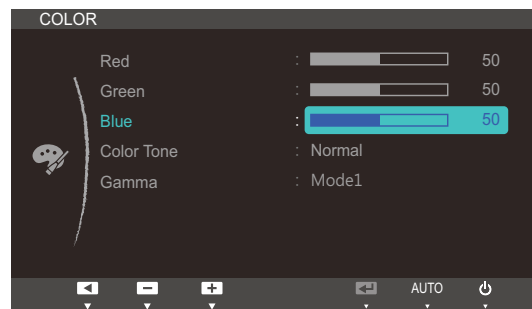 COLOR
Red : 50
Green : 50
Blue : 50
Color Tone : Normal
Gamma : Mode1
AUTO